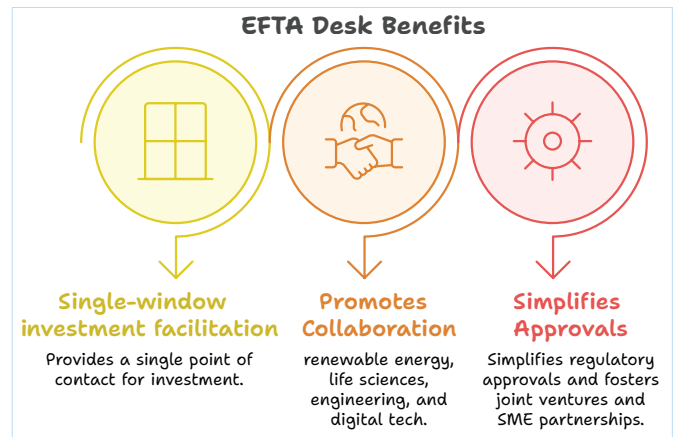 EFTA Desk Benefits
Single-window
investment facilitation
Provides a single point of
contact for investment.
Promotes
Collaboration
renewable energy,
life sciences,
engineering, and
digital tech.
Simplifies
Approvals
Simplifies regulatory
approvals and fosters
joint ventures and
SME partnerships.